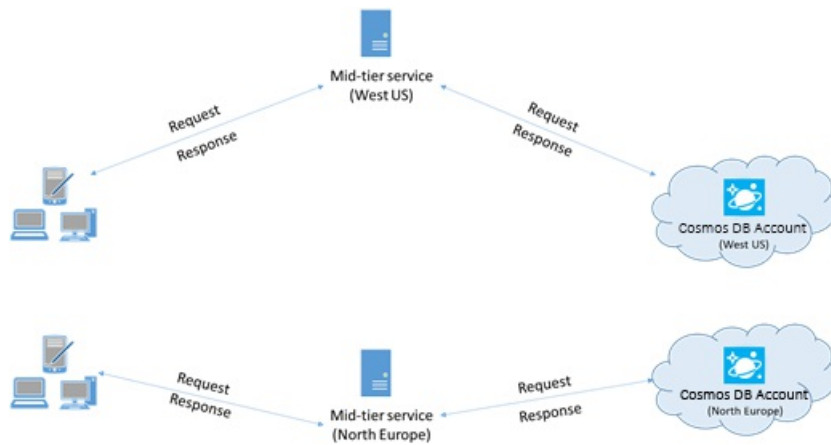 Mid-tier service
(West US)
Request
Response
Request
Response
Cosmos DB Account
(West US)
Request
Response
Mid-tier service
(North Europe)
Request
Response
Cosmos DB Account
(North Europe)